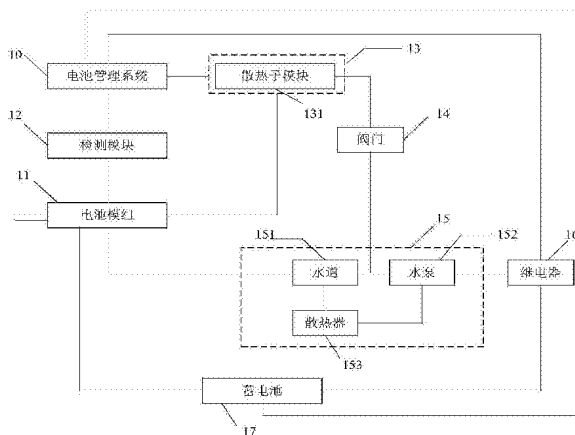 10
电池管理系统
散热子模块
13
131
12
检测模块
阀门
14
11
电池模组
151
15
152
16
水道
水泵
继电器
散热器
153
蓄电池
17